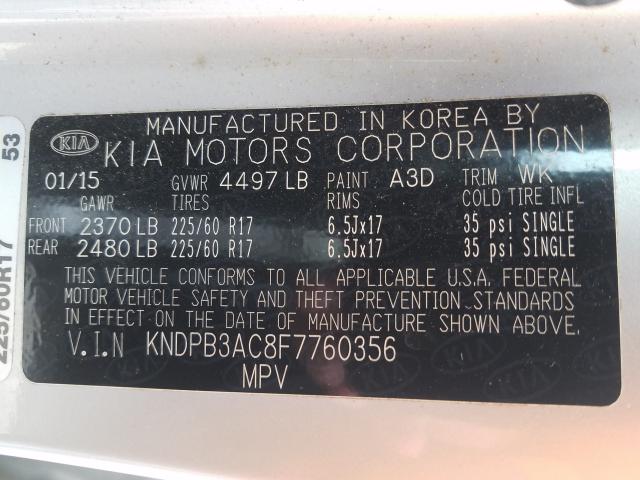 MANUFACTURED IN KOREA BY
KIA KIA MOTORS CORPORATION
01/15 GVWR 4497 LB PAINT A3D TRIM WK
GAWR TIRES RIMS COLD TIRE INFL
FRONT 2370 LB 225/60 R17 6.5Jx17 35 psi SINGLE
REAR 2480 LB 225/60 R17 6.5Jx17 35 psi SINGLE
THIS VEHICLE CONFORMS TO ALL APPLICABLE U.S.A. FEDERAL
MOTOR VEHICLE SAFETY AND THEFT PREVENTION STANDARDS
IN EFFECT ON THE DATE OF MANUFACTURE SHOWN ABOVE.
V.I.N KNDPB3AC8F7760356
MPV
53
225/60R17